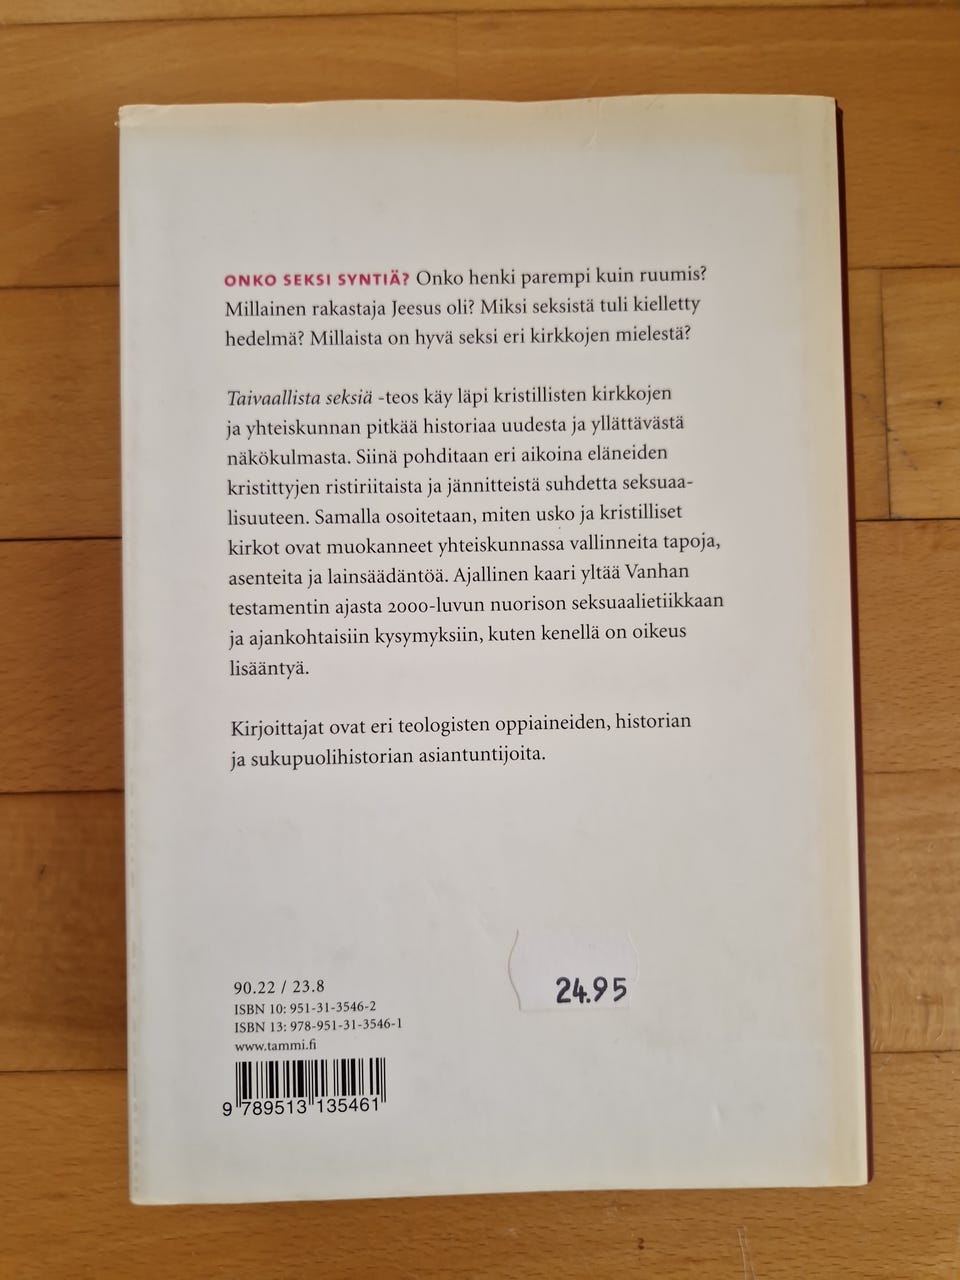 ONKO SEKSI SYNTIÄ? Onko henki parempi kuin ruumis?
Millainen rakastaja Jeesus oli? Miksi seksistä tuli kielletty
hedelmä? Millaista on hyvä seksi eri kirkkojen mielestä?
Taivaallista seksiä -teos käy läpi kristillisten kirkkojen
ja yhteiskunnan pitkää historiaa uudesta ja yllättävästä
näkökulmasta. Siinä pohditaan eri aikoina eläneiden
kristittyjen ristiriitaista ja jännitteistä suhdetta seksuaa-
lisuuteen. Samalla osoitetaan, miten usko ja kristilliset
kirkot ovat muokanneet yhteiskunnassa vallinneita tapoja,
asenteita ja lainsäädäntöä. Ajallinen kaari yltää Vanhan
testamentin ajasta 2000-luvun nuorison seksuaalietiikkaan
ja ajankohtaisiin kysymyksiin, kuten kenellä on oikeus
lisääntyä.
Kirjoittajat ovat eri teologisten oppiaineiden, historian
ja sukupuolihistorian asiantuntijoita.
24.95
90.22 / 23.8
ISBN 10: 951-31-3546-2
ISBN 13: 978-951-31-3546-1
www.tammi.fi
9 789513 135461